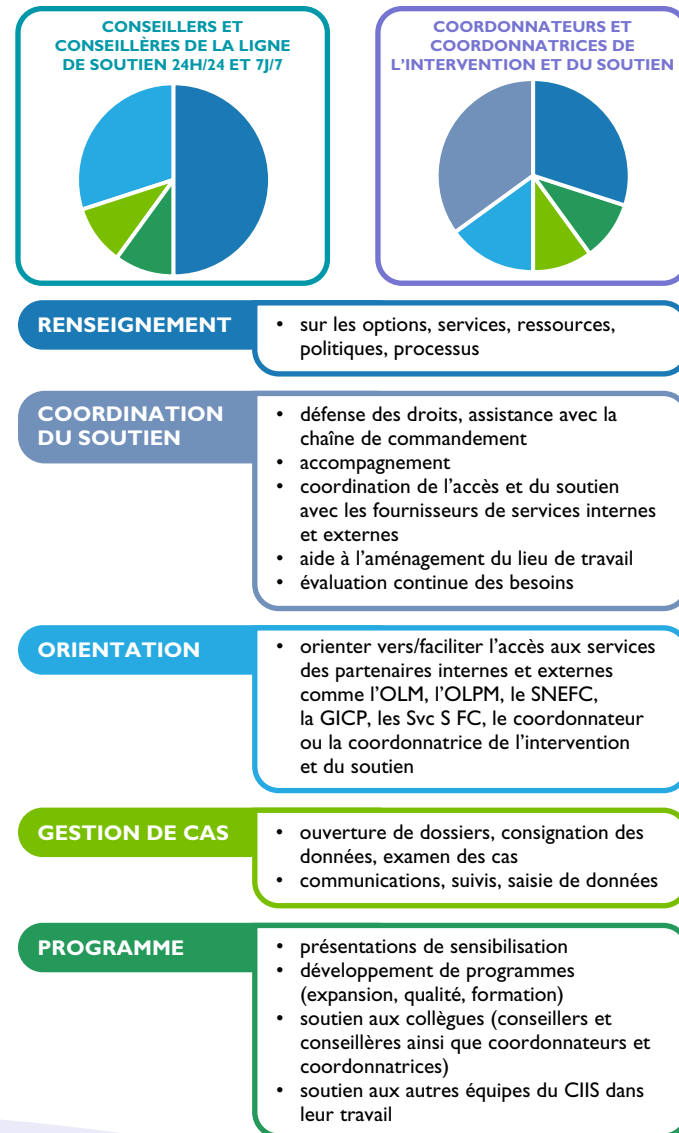 CONSEILLERS ET
CONSEILLÈRES DE LA LIGNE
DE SOUTIEN 24H/24 ET 7J/7
COORDONNATEURS ET
COORDONNATRICES DE
L'INTERVENTION ET DU SOUTIEN
RENSEIGNEMENT
• sur les options, services, ressources,
politiques, processus
COORDINATION
DU SOUTIEN
• défense des droits, assistance avec la
chaîne de commandement
• accompagnement
• coordination de l'accès et du soutien
avec les fournisseurs de services internes
et externes
• aide à l'aménagement du lieu de travail
• évaluation continue des besoins
ORIENTATION
• orienter vers/faciliter l'accès aux services
des partenaires internes et externes
comme l'OLM, l'OLPM, le SNEFC,
la GICP, les Svc S FC, le coordonnateur
ou la coordonnatrice de l'intervention
et du soutien
GESTION DE CAS
• ouverture de dossiers, consignation des
données, examen des cas
• communications, suivis, saisie de données
PROGRAMME
• présentations de sensibilisation
• développement de programmes
(expansion, qualité, formation)
• soutien aux collègues (conseillers et
conseillères ainsi que coordonnateurs et
coordonnatrices)
• soutien aux autres équipes du CIIS dans
leur travail